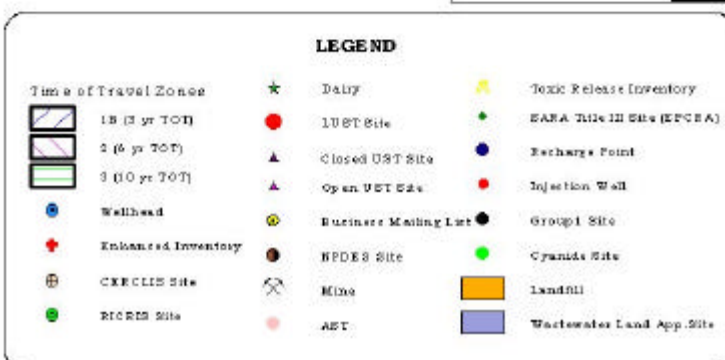 LEGEND
Time of Travel Zones
1B (3 yr TOT)
2 (6 yr TOT)
3 (10 yr TOT)
Wellhead
Enhanced Inventory
CERCLIS Site
RICRIS Site
Dairy
LUST Site
Closed UST Site
Open UST Site
Business Mailing List
NPDES Site
Mine
AST
Toxic Release Inventory
SARA Title III Site (EPCRA)
Recharge Point
Injection Well
Group1 Site
Cyanide Site
Landfill
Wastewater Land App.Site